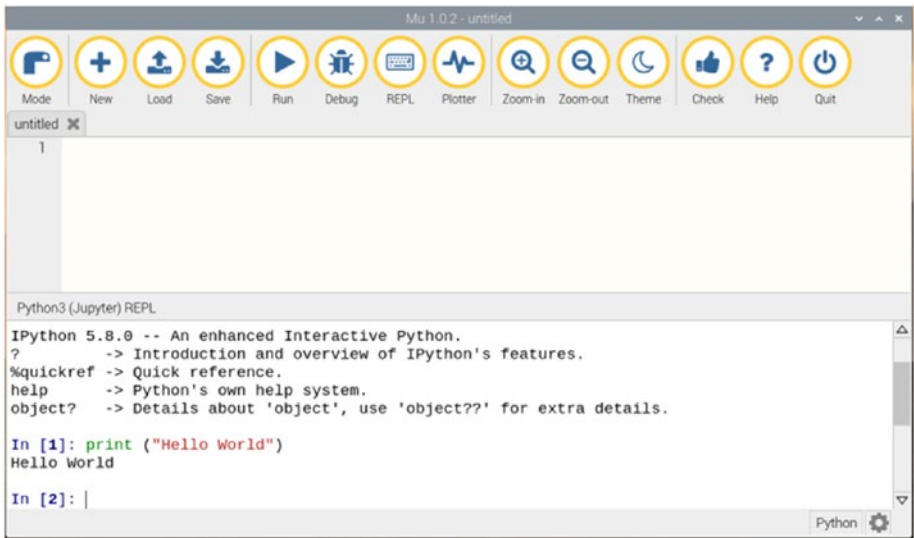 Mu 1.0.2 - untitled
Mode New Load Save Run Debug REPL Plotter Zoom-in Zoom-out Theme Check Help Quit
untitled
1
Python3 (Jupyter) REPL
IPython 5.8.0 -- An enhanced Interactive Python.
?         -> Introduction and overview of IPython's features.
%quickref -> Quick reference.
help      -> Python's own help system.
object?   -> Details about 'object', use 'object??' for extra details.
In [1]: print ("Hello World")
Hello World
In [2]:
Python